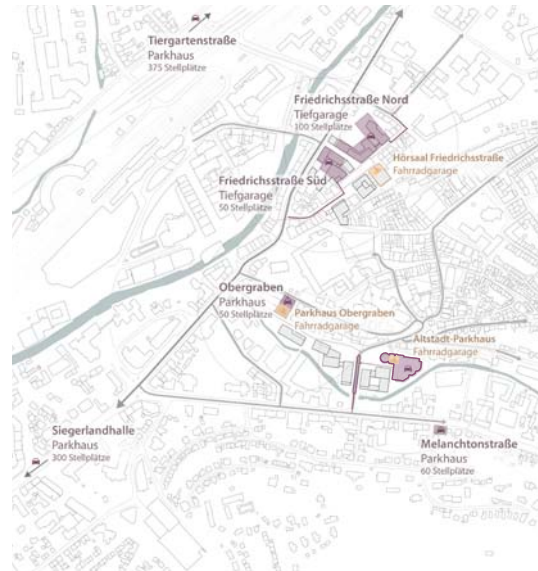 Tiergartenstraße
Parkhaus
375 Stellplätze
Friedrichsstraße Nord
Tiefgarage
100 Stellplätze
Hörsaal Friedrichsstraße
Fahrradgarage
Friedrichsstraße Süd
Tiefgarage
50 Stellplätze
Obergraben
Parkhaus
50 Stellplätze
Parkhaus Obergraben
Fahrradgarage
Altstadt-Parkhaus
Fahrradgarage
Siegerlandhalle
Parkhaus
300 Stellplätze
Melanchtonstraße
Parkhaus
60 Stellplätze